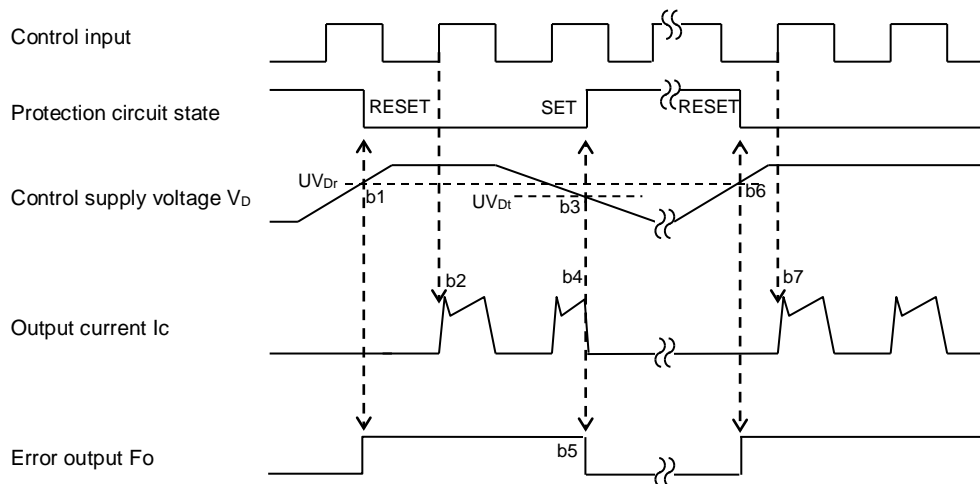 Control input
Protection circuit state
RESET
SET
RESET
Control supply voltage VD
UVDr
b1
UVDt
b3
b6
b2
b4
b7
Output current Ic
Error output Fo
b5